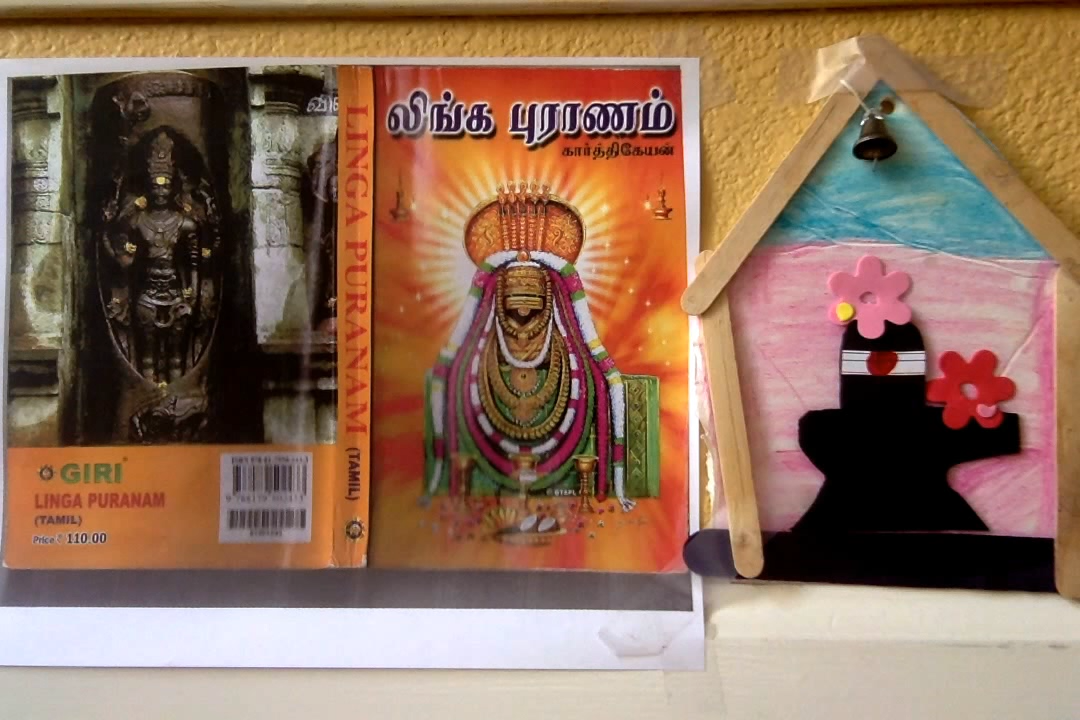 GIRI
LINGA PURANAM
(TAMIL)
Price ₹ 110.00
LINGA PURANAM (TAMIL)
லிங்க புராணம்
கார்த்திகேயன்